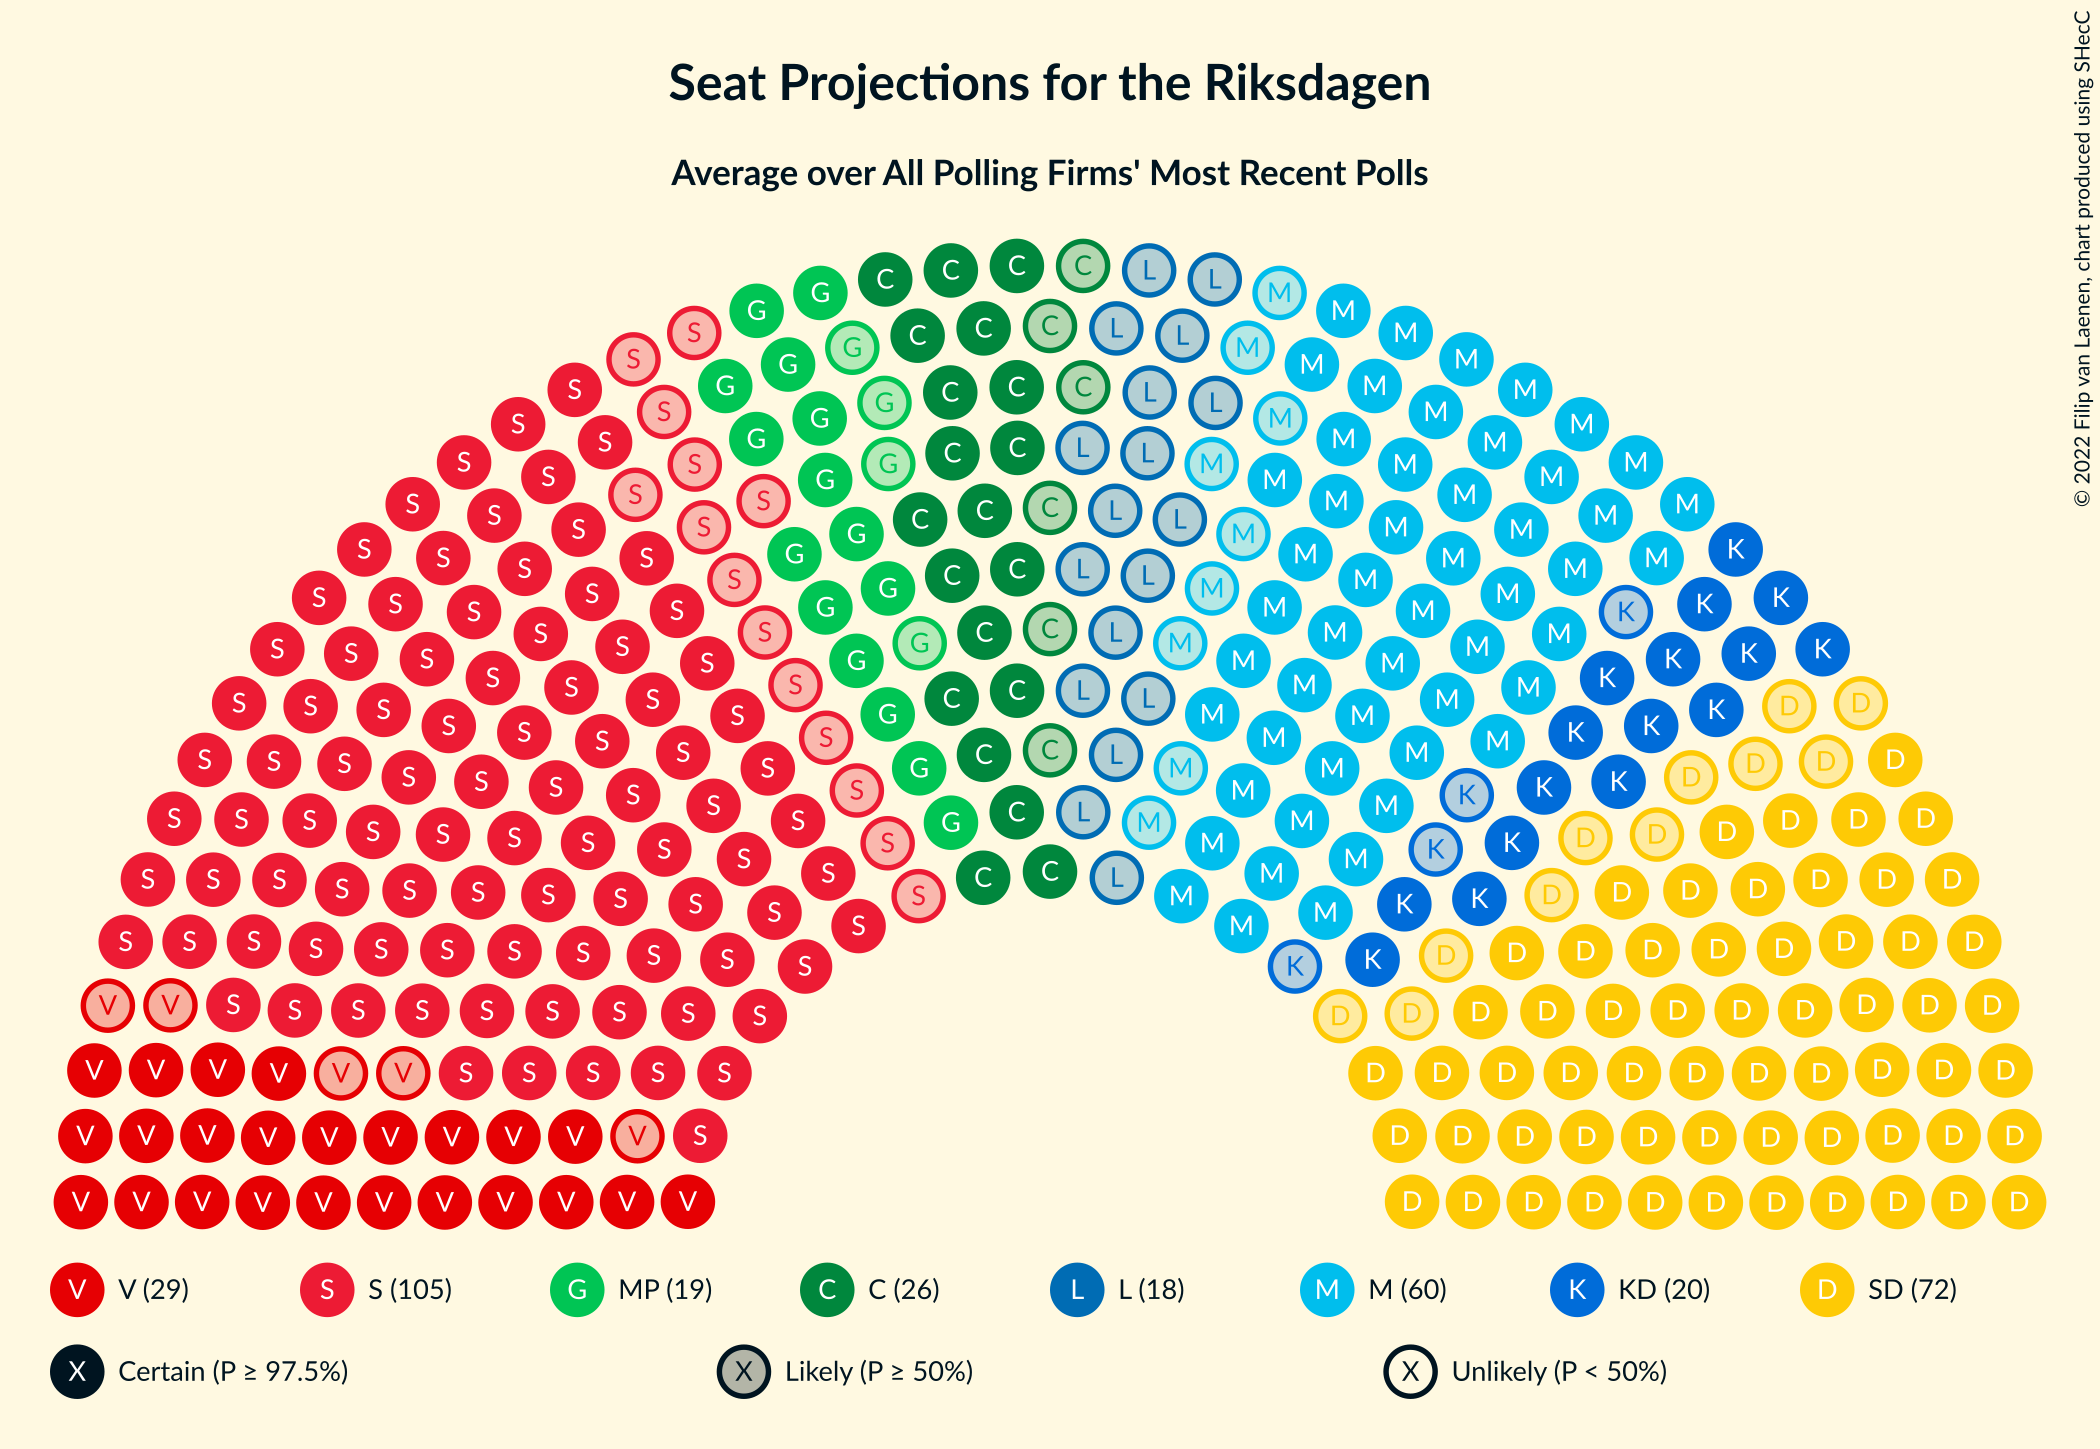 Seat Projections for the Riksdagen
Average over All Polling Firms' Most Recent Polls
© 2022 Filip van Laenen, chart produced using SHecC
V V (29) S S (105) G MP (19) C C (26) L L (18) M M (60) K KD (20) D SD (72)
X Certain (P ≥ 97.5%) X Likely (P ≥ 50%) X Unlikely (P < 50%)